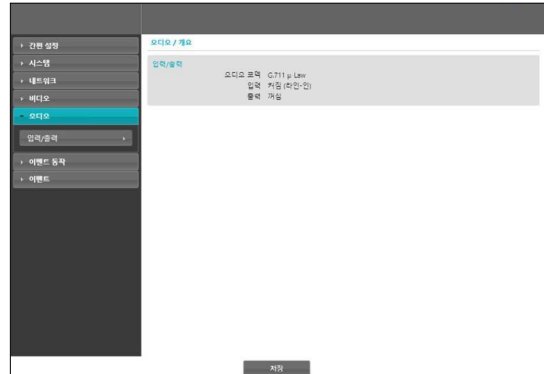 간편 설정
시스템
네트워크
비디오
오디오
입력/출력
이벤트 동작
이벤트
오디오 / 개요
입력/출력
오디오 코덱 G.711 μ-Law
입력 켜짐 (라인-인)
출력 꺼짐
저장